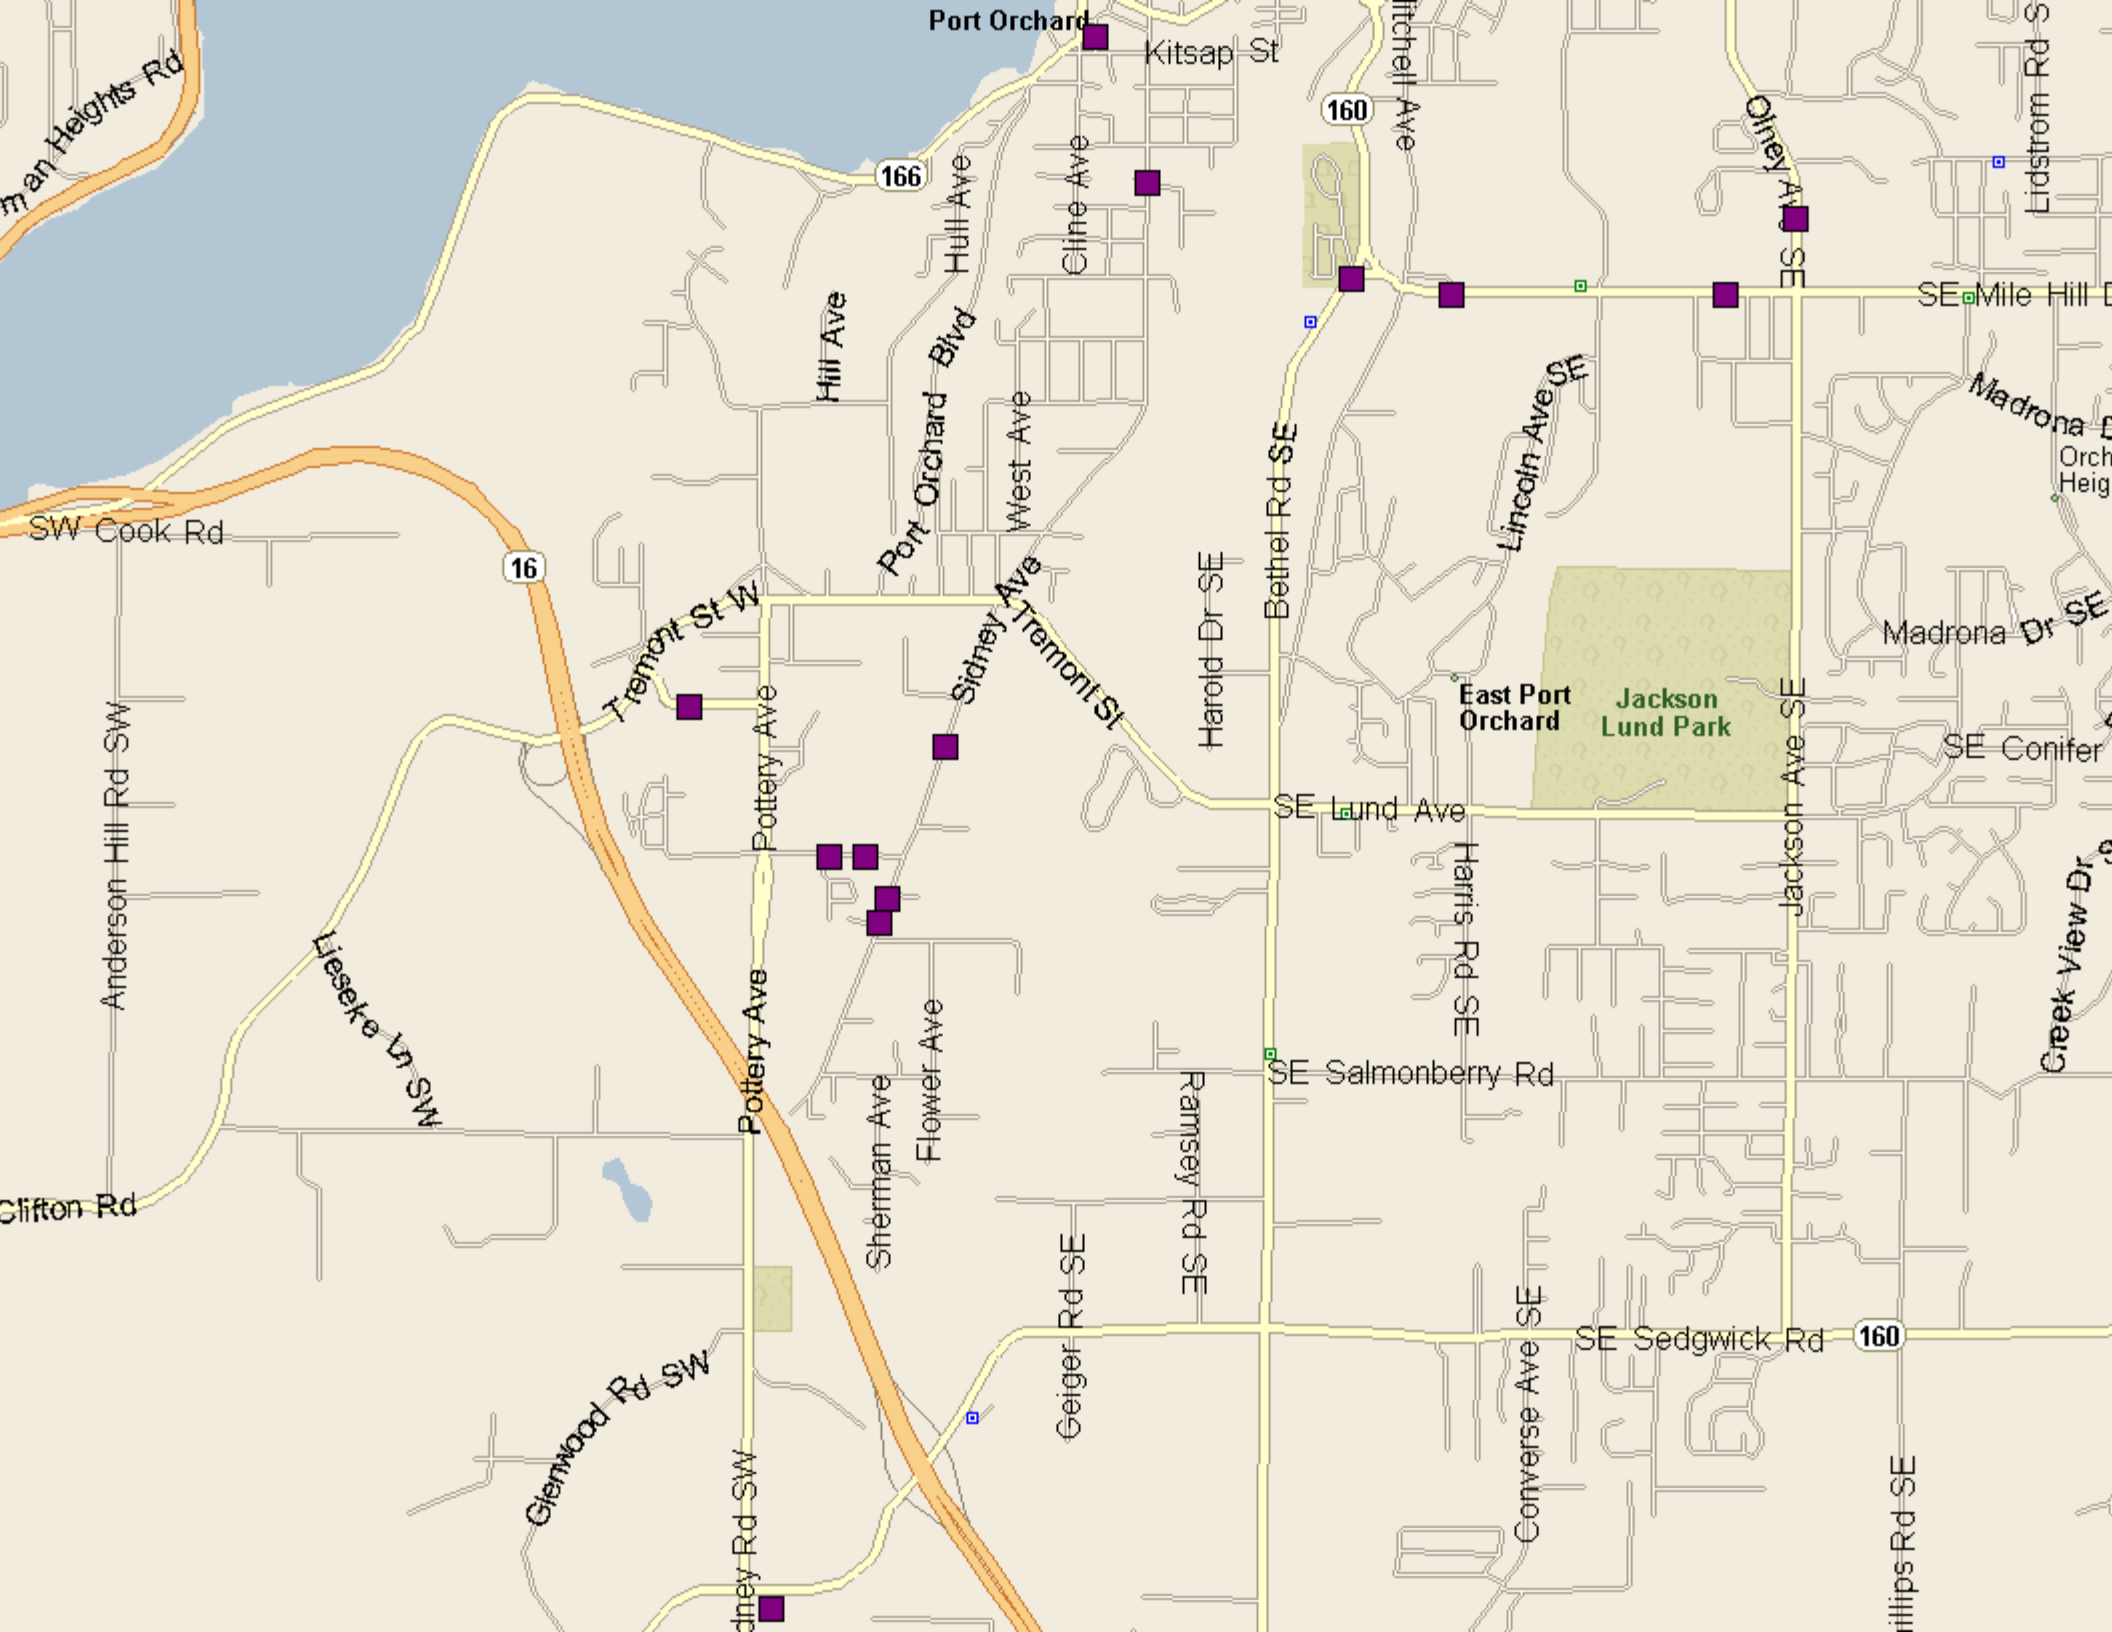 Port Orchard
Kitsap St
man Heights Rd
160
itchell Ave
Olney Ave SE
Lidstrom Rd S
166
Hull Ave
Cline Ave
SE Mile Hill D
Hill Ave
Port Orchard Blvd
West Ave
Bethel Rd SE
Lincoln Ave SE
Madrona D
Orch
Heig
SW Cook Rd
16
Tremont St W
Sidney Ave
Tremont St
Harold Dr SE
Madrona Dr SE
East Port
Orchard
Jackson
Lund Park
Anderson Hill Rd SW
Pottery Ave
SE Conifer
Jackson Ave SE
SE Lund Ave
Harris Rd SE
Creek View Dr S
Lieseke Ln SW
Pottery Ave
Flower Ave
Sherman Ave
SE Salmonberry Rd
Ramsey Rd SE
Clifton Rd
Geiger Rd SE
Converse Ave SE
SE Sedgwick Rd
160
Glenwood Rd SW
dney Rd SW
illips Rd SE